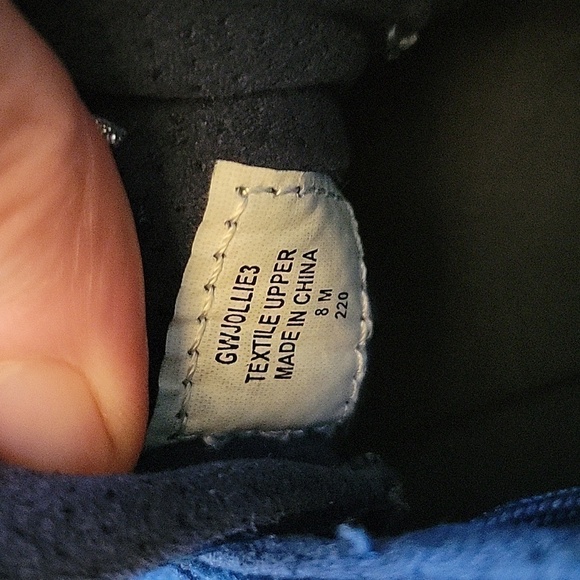 GWJOLLIE3
TEXTILE UPPER
MADE IN CHINA
8 M
220